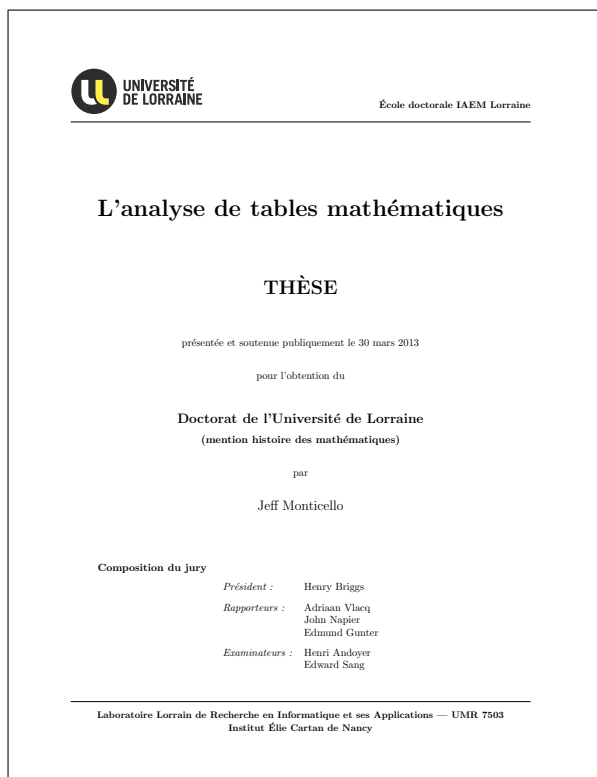 UNIVERSITÉ
DE LORRAINE
École doctorale IAEM Lorraine
L'analyse de tables mathématiques
THÈSE
présentée et soutenue publiquement le 30 mars 2013
pour l'obtention du
Doctorat de l'Université de Lorraine
(mention histoire des mathématiques)
par
Jeff Monticello
Composition du jury
Président : Henry Briggs
Rapporteurs : Adriaan Vlacq
John Napier
Edmund Gunter
Examinateurs : Henri Andoyer
Edward Sang
Laboratoire Lorrain de Recherche en Informatique et ses Applications — UMR 7503
Institut Élie Cartan de Nancy